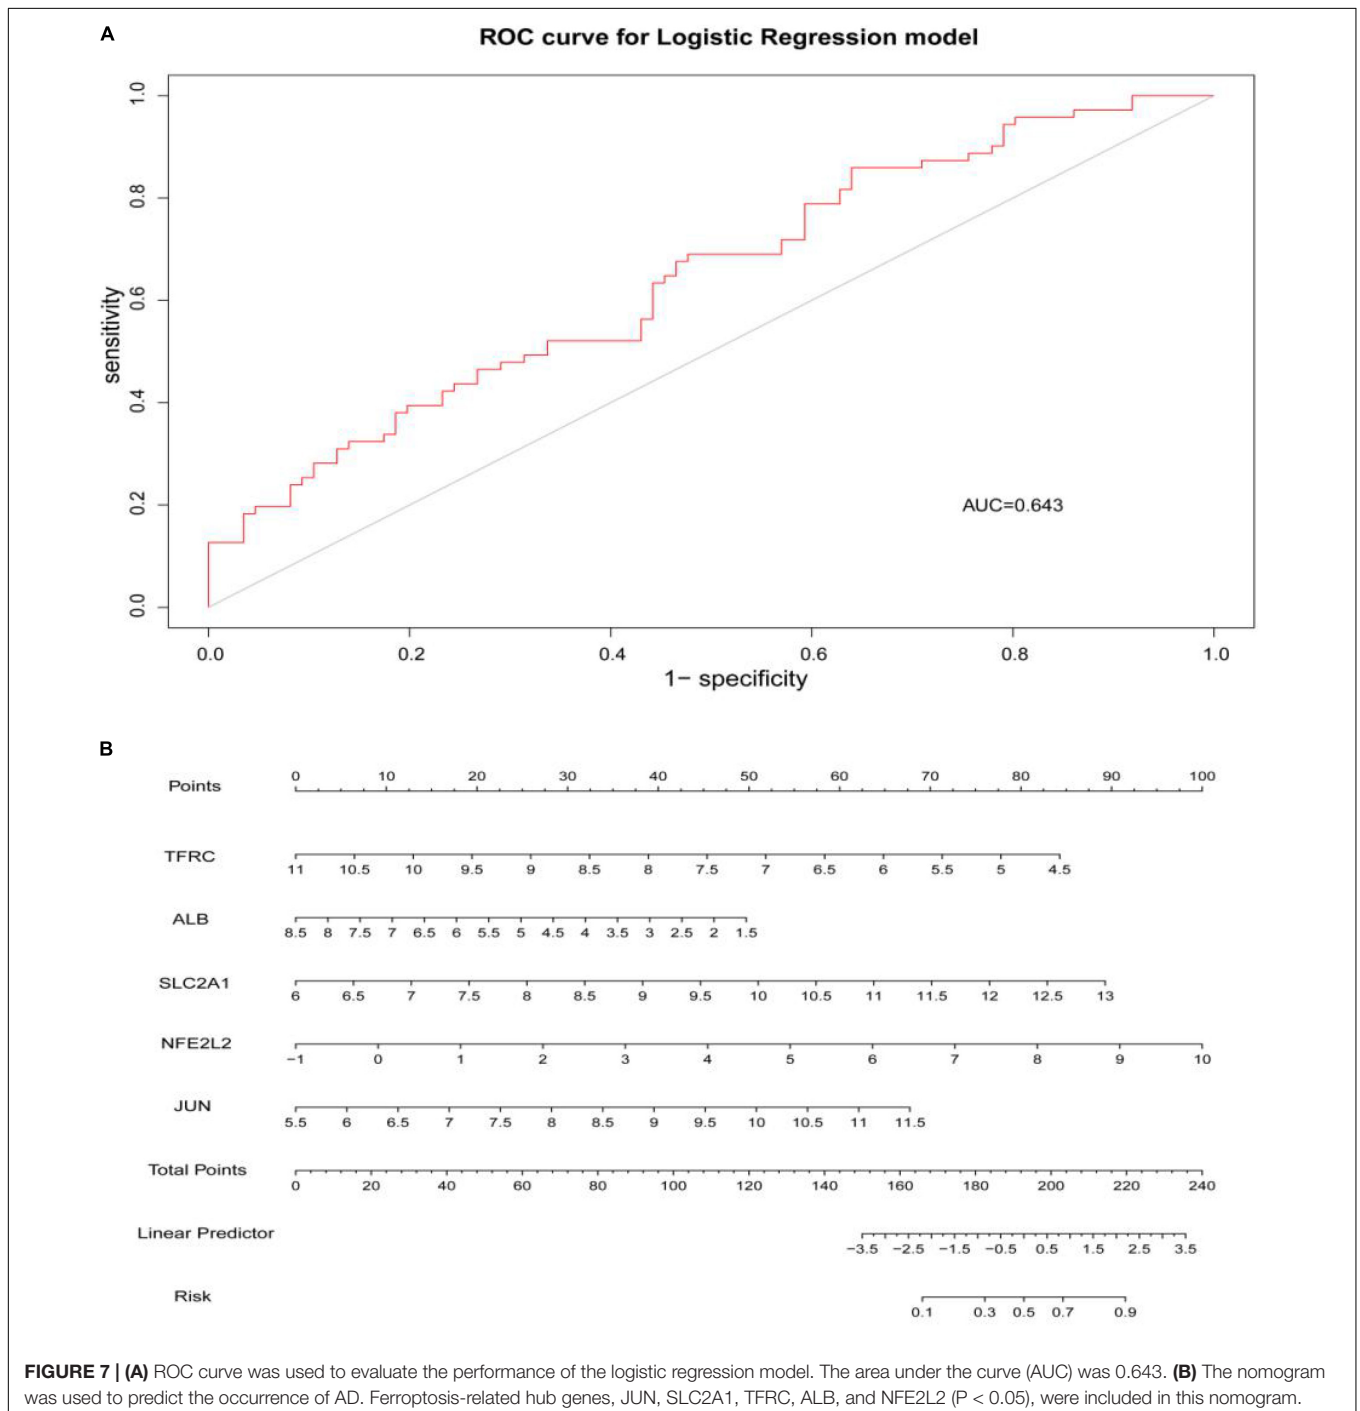 A
ROC curve for Logistic Regression model
1.0
0.8
0.6
0.4
0.2
0.0
sensitivity
AUC=0.643
0.0 0.2 0.4 0.6 0.8 1.0
1− specificity
B
Points 0 10 20 30 40 50 60 70 80 90 100
TFRC
11 10.5 10 9.5 9 8.5 8 7.5 7 6.5 6 5.5 5 4.5
ALB
8.5 8 7.5 7 6.5 6 5.5 5 4.5 4 3.5 3 2.5 2 1.5
SLC2A1
6 6.5 7 7.5 8 8.5 9 9.5 10 10.5 11 11.5 12 12.5 13
NFE2L2
−1 0 1 2 3 4 5 6 7 8 9 10
JUN
5.5 6 6.5 7 7.5 8 8.5 9 9.5 10 10.5 11 11.5
Total Points
0 20 40 60 80 100 120 140 160 180 200 220 240
Linear Predictor
−3.5 −2.5 −1.5 −0.5 0.5 1.5 2.5 3.5
Risk
0.1 0.3 0.5 0.7 0.9
FIGURE 7 | (A) ROC curve was used to evaluate the performance of the logistic regression model. The area under the curve (AUC) was 0.643. (B) The nomogram
was used to predict the occurrence of AD. Ferroptosis-related hub genes, JUN, SLC2A1, TFRC, ALB, and NFE2L2 (P < 0.05), were included in this nomogram.